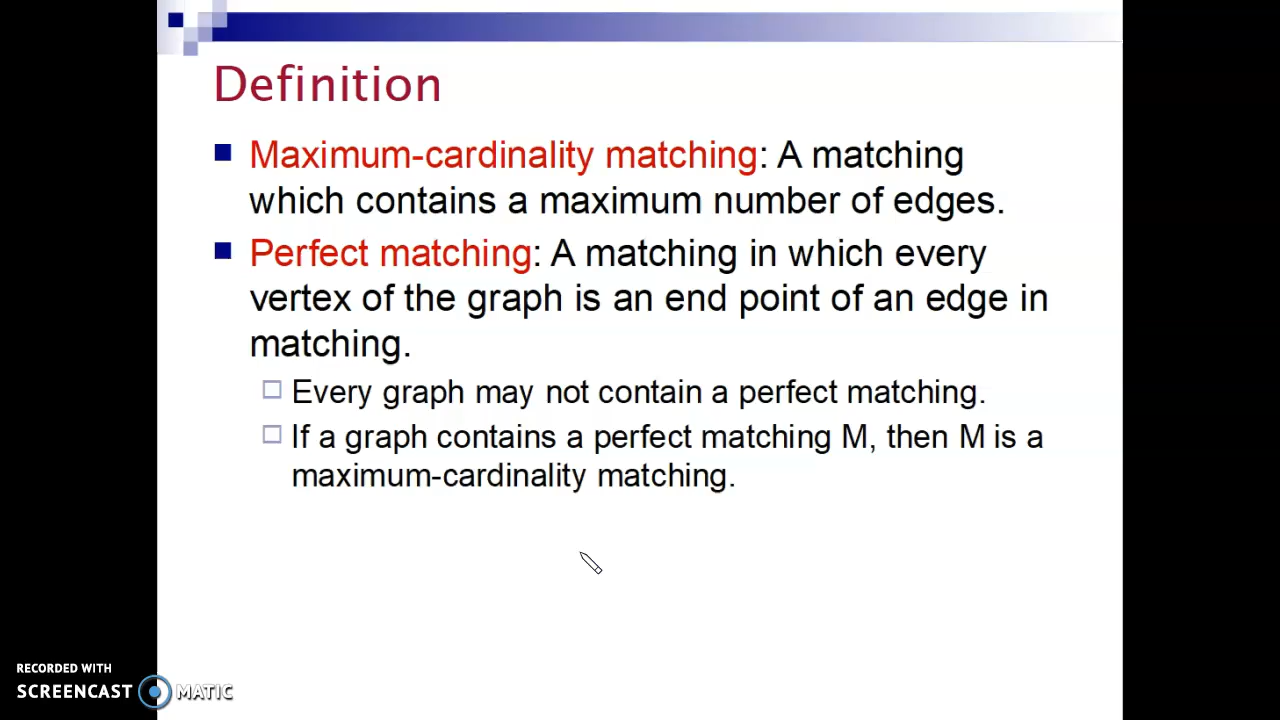 Definition
Maximum-cardinality matching: A matching
which contains a maximum number of edges.
Perfect matching: A matching in which every
vertex of the graph is an end point of an edge in
matching.
Every graph may not contain a perfect matching.
If a graph contains a perfect matching M, then M is a
maximum-cardinality matching.
RECORDED WITH
SCREENCAST MATIC